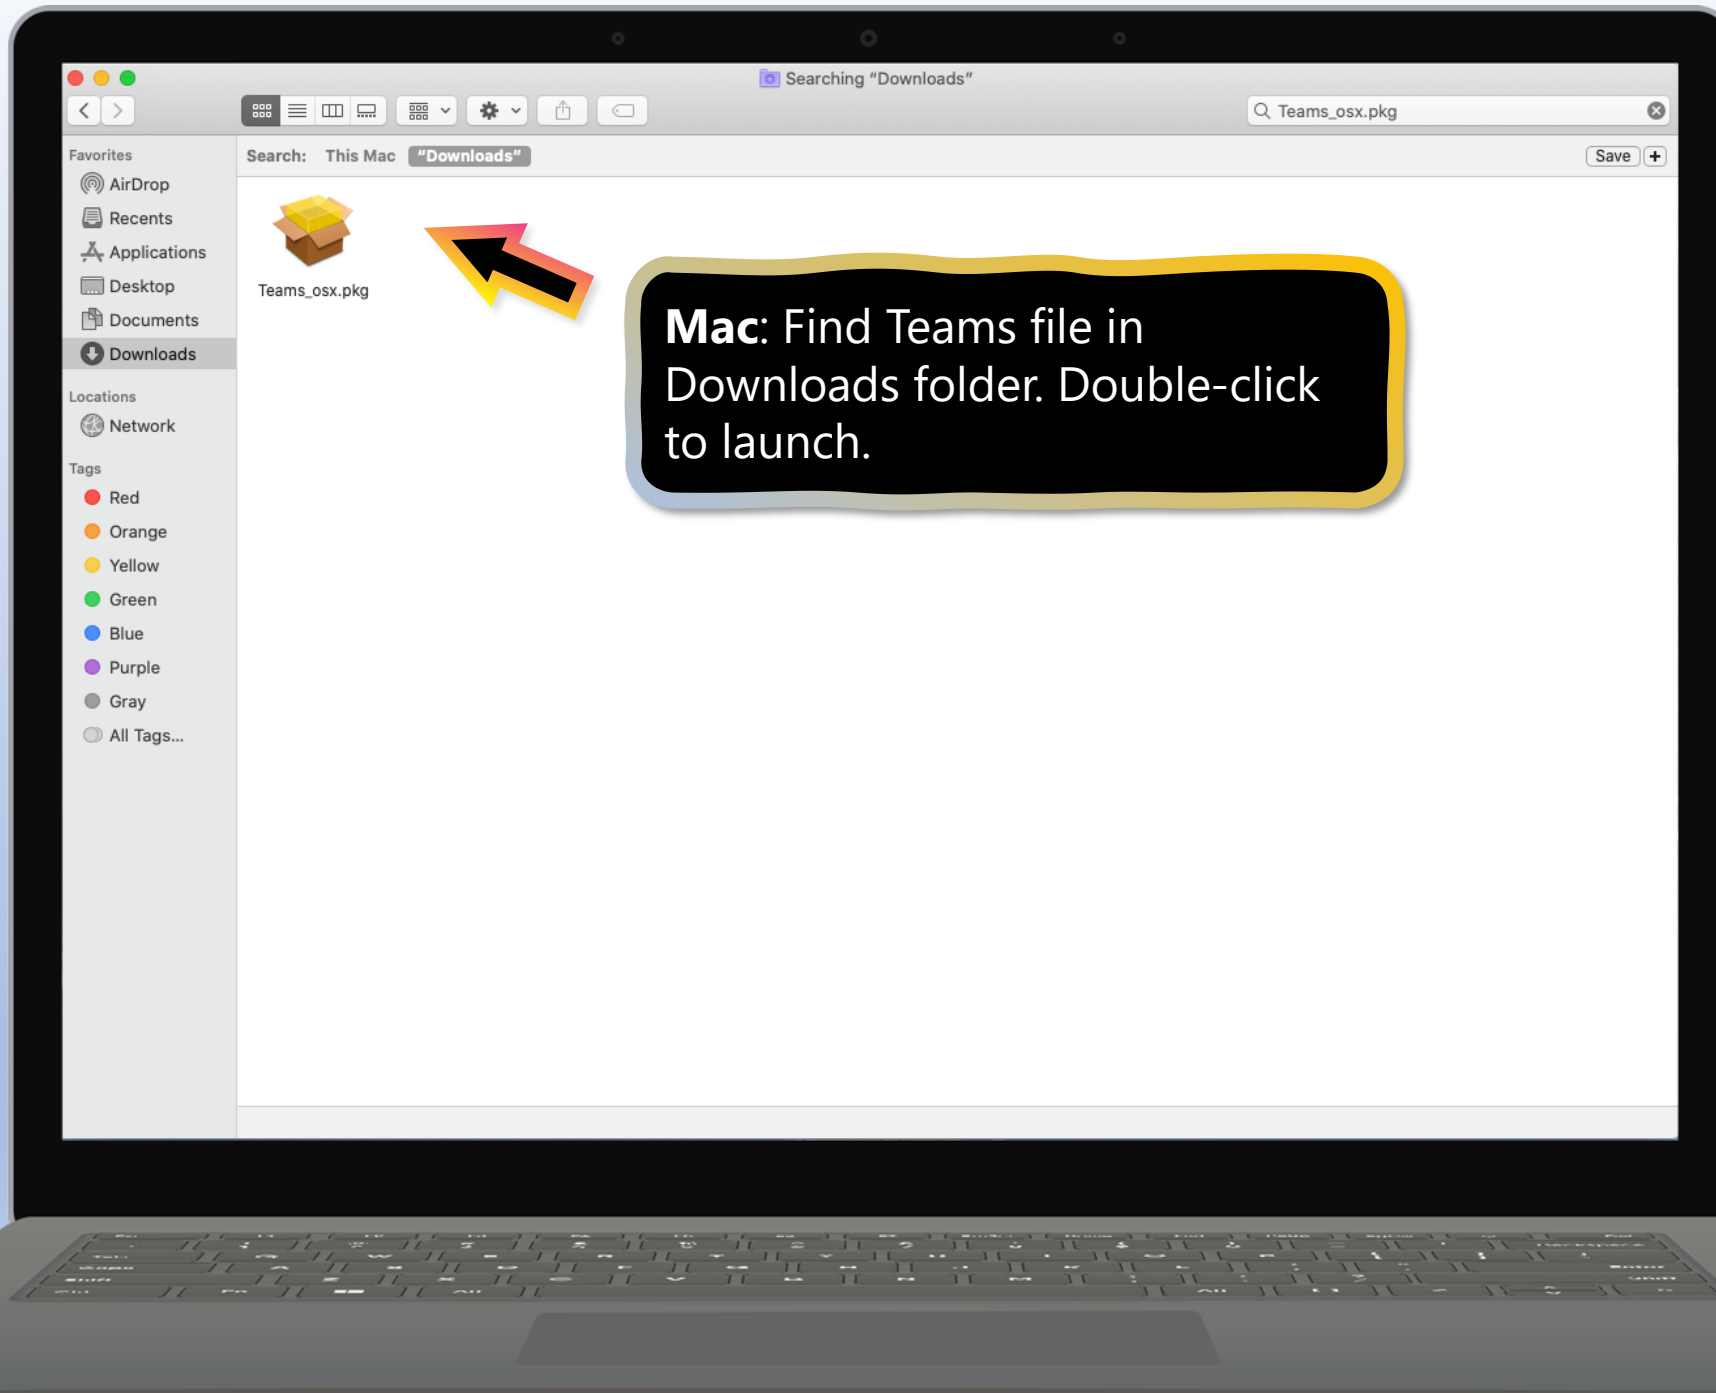 Searching “Downloads”
Teams_osx.pkg
Favorites
AirDrop
Recents
Applications
Desktop
Documents
Downloads
Locations
Network
Tags
Red
Orange
Yellow
Green
Blue
Purple
Gray
All Tags...
Search: This Mac “Downloads” Save +
Teams_osx.pkg
Mac: Find Teams file in
Downloads folder. Double-click
to launch.